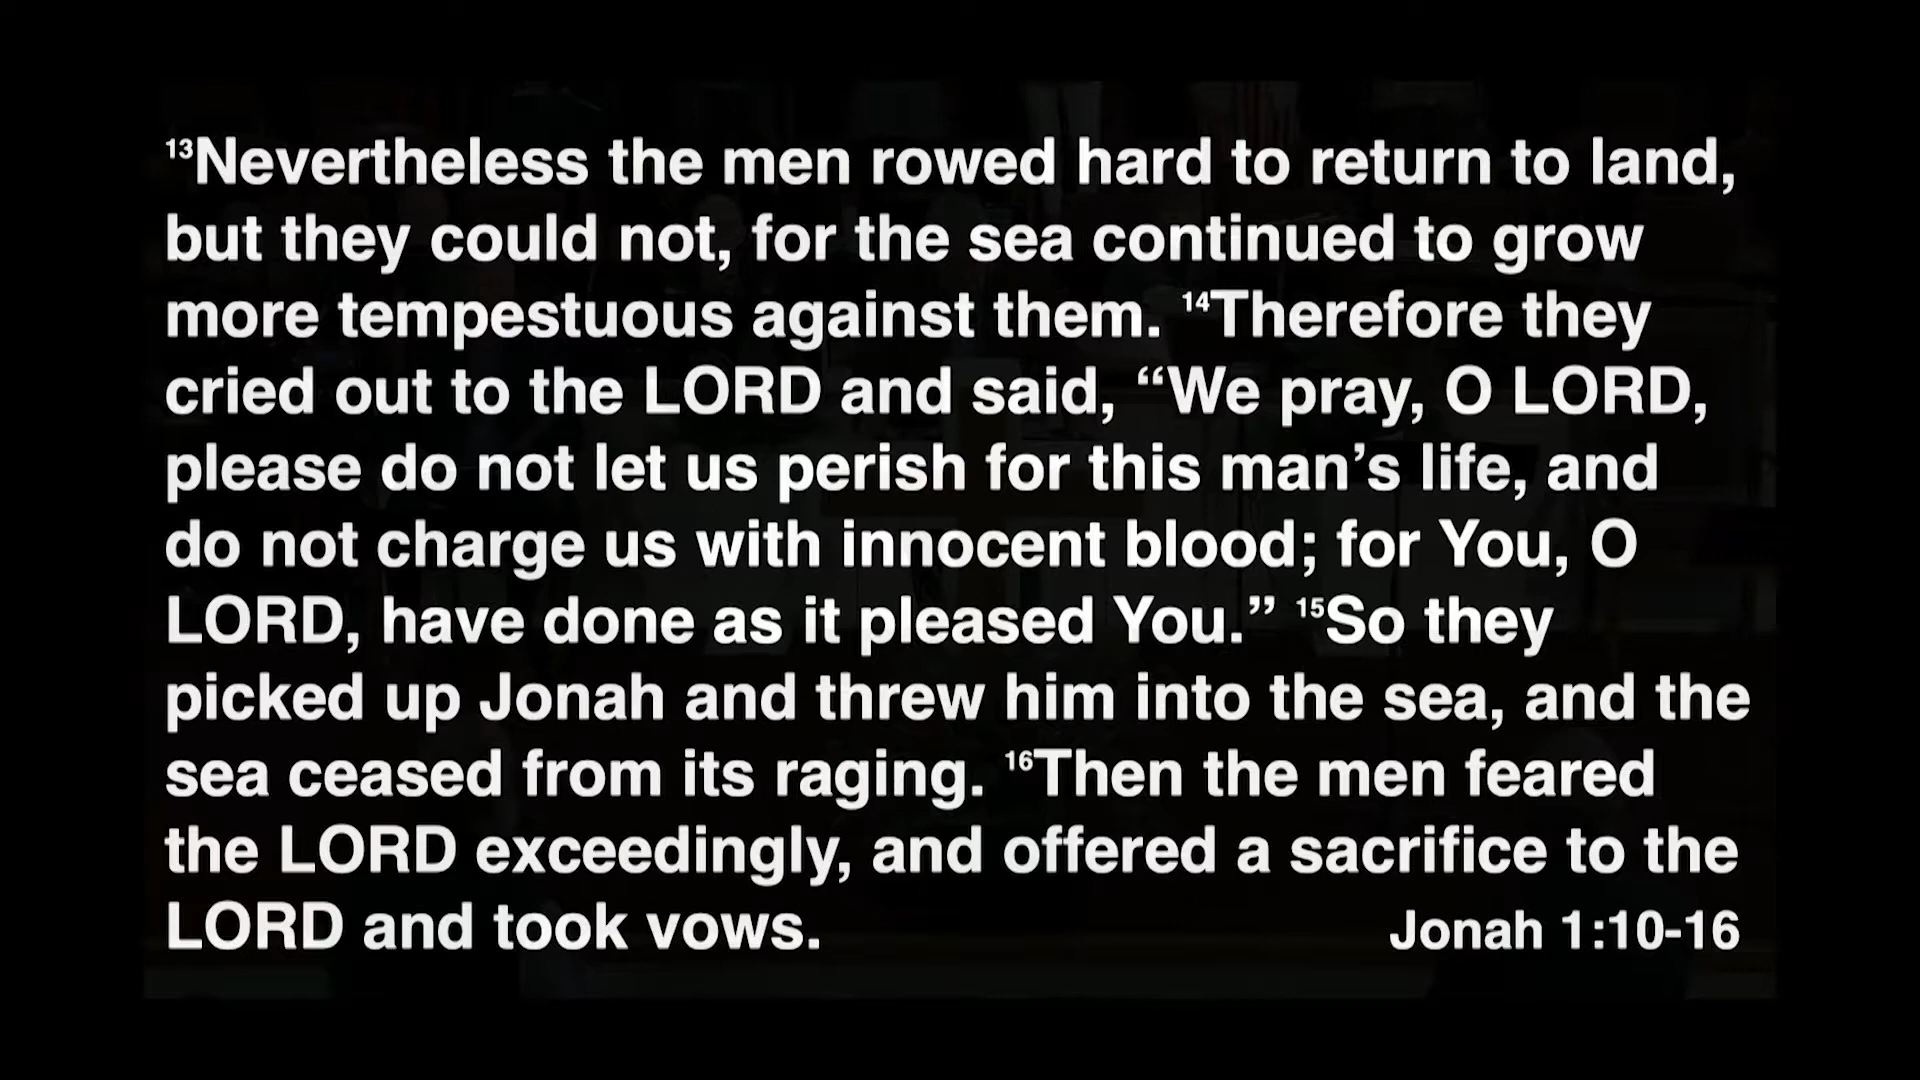 ¹³Nevertheless the men rowed hard to return to land,
but they could not, for the sea continued to grow
more tempestuous against them. ¹⁴Therefore they
cried out to the LORD and said, “We pray, O LORD,
please do not let us perish for this man’s life, and
do not charge us with innocent blood; for You, O
LORD, have done as it pleased You.” ¹⁵So they
picked up Jonah and threw him into the sea, and the
sea ceased from its raging. ¹⁶Then the men feared
the LORD exceedingly, and offered a sacrifice to the
LORD and took vows.
Jonah 1:10-16